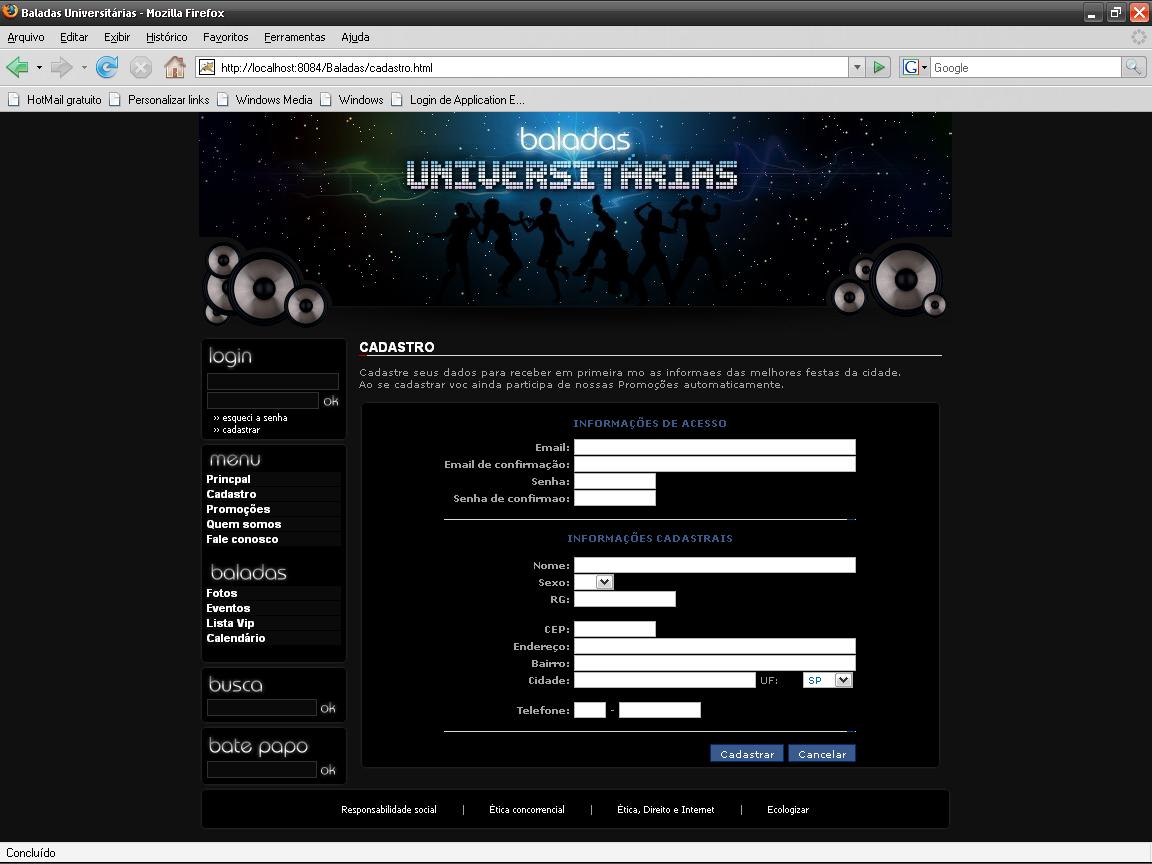 Baladas Universitárias - Mozilla Firefox
Arquivo Editar Exibir Histórico Favoritos Ferramentas Ajuda
http://localhost:8084/Baladas/cadastro.html
G Google
HotMail gratuito Personalizar links Windows Media Windows Login de Application E...
baladas
UNIVERSITÁRIAS
login
ok
» esqueci a senha
» cadastrar
menu
Princpal
Cadastro
Promoções
Quem somos
Fale conosco
baladas
Fotos
Eventos
Lista Vip
Calendário
busca
ok
bate papo
ok
CADASTRO
Cadastre seus dados para receber em primeira mo as informaes das melhores festas da cidade.
Ao se cadastrar voc ainda participa de nossas Promoções automaticamente.
INFORMAÇÕES DE ACESSO
Email:
Email de confirmação:
Senha:
Senha de confirmao:
INFORMAÇÕES CADASTRAIS
Nome:
Sexo:
RG:
CEP:
Endereço:
Bairro:
Cidade: UF: SP
Telefone: -
Cadastrar Cancelar
Responsabilidade social | Ética concorrencial | Ética, Direito e Internet | Ecologizar
Concluído